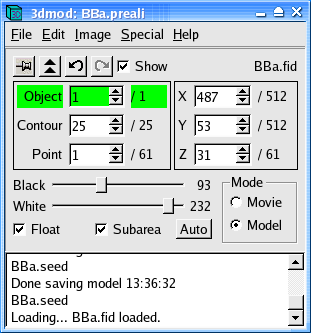 3dmod: BBa.preali
File Edit Image Special Help
Show BBa.fid
Object 1 / 1
X 487 / 512
Contour 25 / 25
Y 53 / 512
Point 1 / 61
Z 31 / 61
Black 93
White 232
Mode
Movie
Model
Float Subarea Auto
BBa.seed
Done saving model 13:36:32
BBa.seed
Loading... BBa.fid loaded.